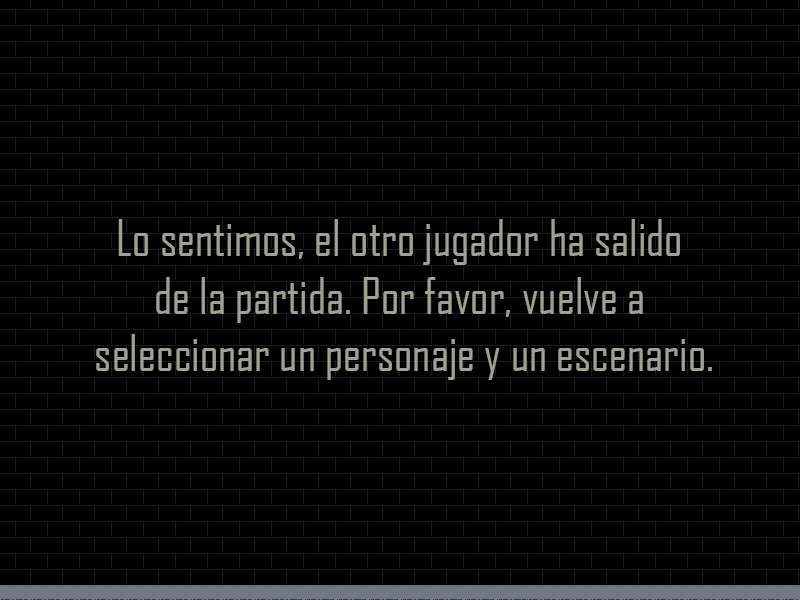 Lo sentimos, el otro jugador ha salido
de la partida. Por favor, vuelve a
seleccionar un personaje y un escenario.